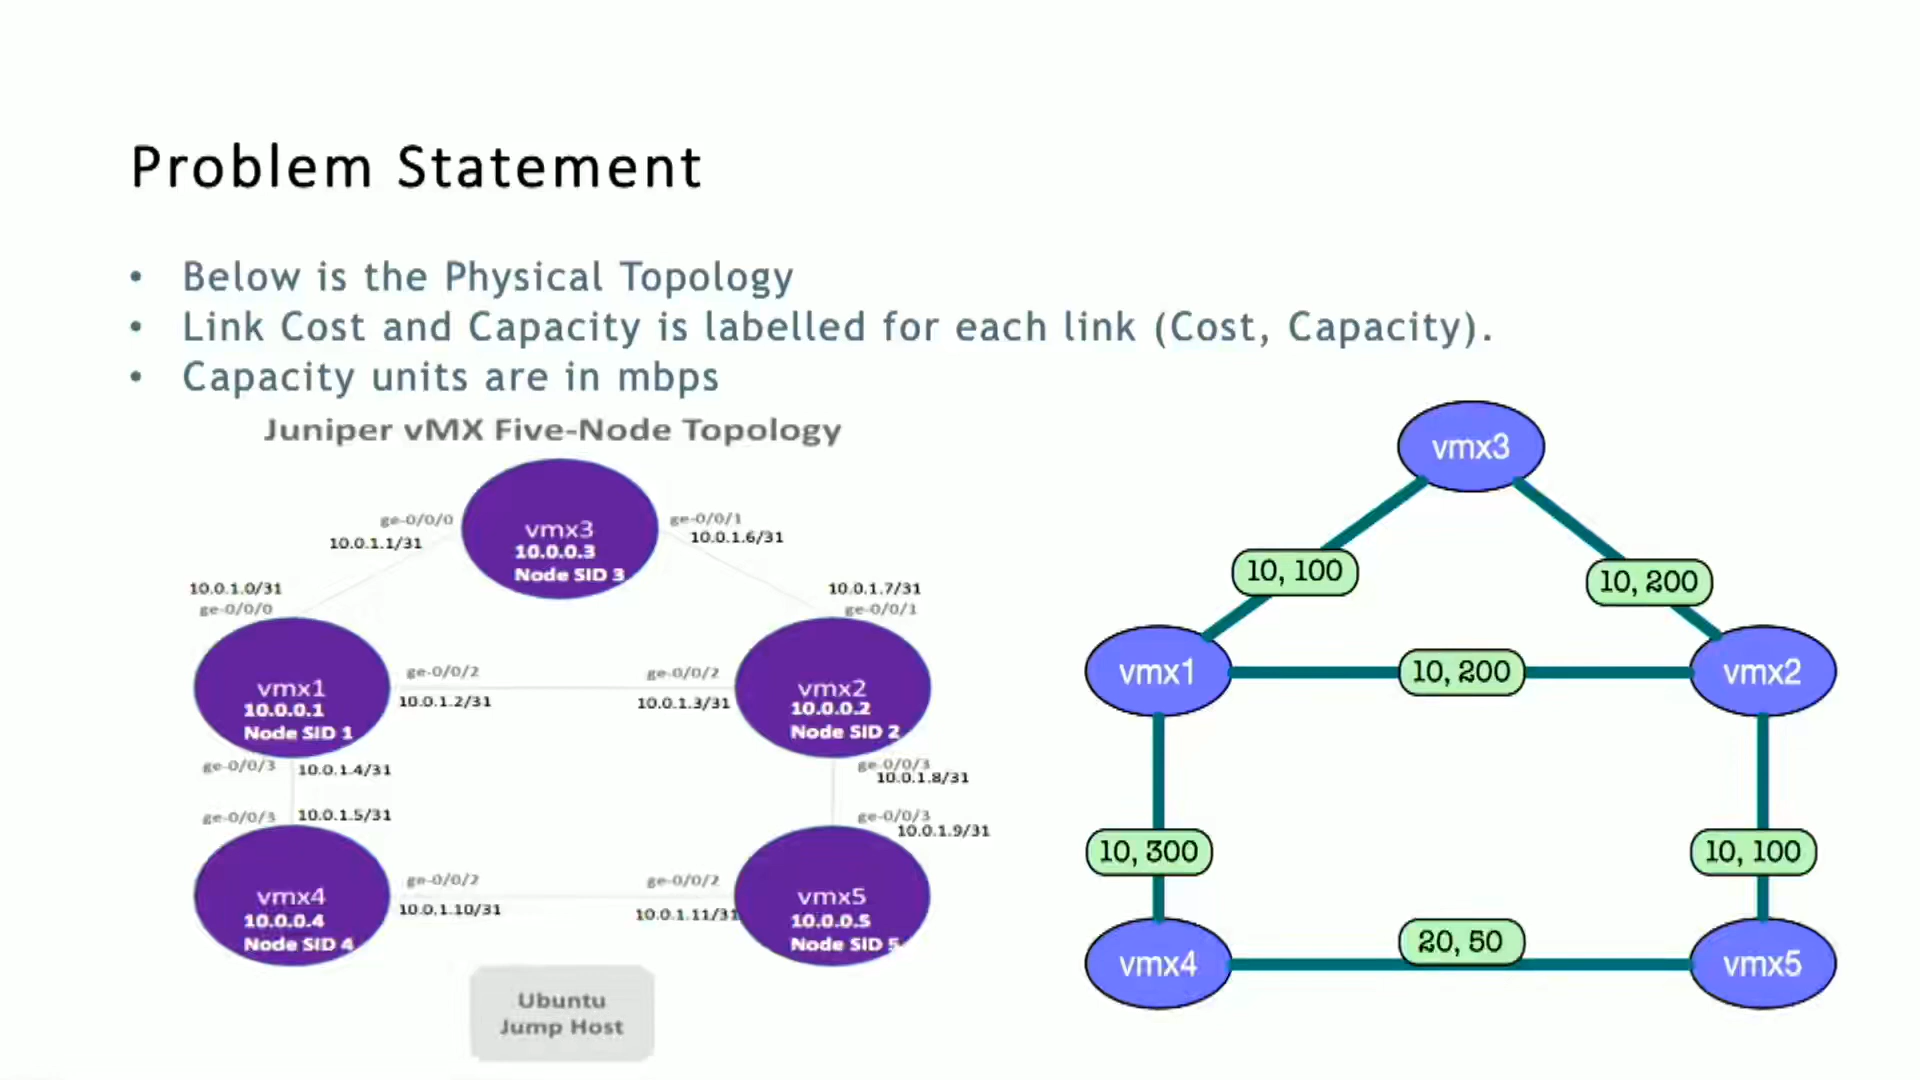 Problem Statement
• Below is the Physical Topology
• Link Cost and Capacity is labelled for each link (Cost, Capacity).
• Capacity units are in mbps
Juniper vMX Five-Node Topology
vmx3
10.0.0.3
Node SID 3
ge-0/0/0
10.0.1.1/31
ge-0/0/1
10.0.1.6/31
10.0.1.0/31
ge-0/0/0
10.0.1.7/31
ge-0/0/1
vmx1
10.0.0.1
Node SID 1
ge-0/0/2
10.0.1.2/31
ge-0/0/2
10.0.1.3/31
vmx2
10.0.0.2
Node SID 2
ge-0/0/3
10.0.1.4/31
ge-0/0/3
10.0.1.8/31
ge-0/0/3
10.0.1.5/31
ge-0/0/3
10.0.1.9/31
vmx4
10.0.0.4
Node SID 4
ge-0/0/2
10.0.1.10/31
ge-0/0/2
10.0.1.11/31
vmx5
10.0.0.5
Node SID 5
Ubuntu
Jump Host
vmx3
10, 100
10, 200
vmx1
10, 200
vmx2
10, 300
10, 100
vmx4
20, 50
vmx5